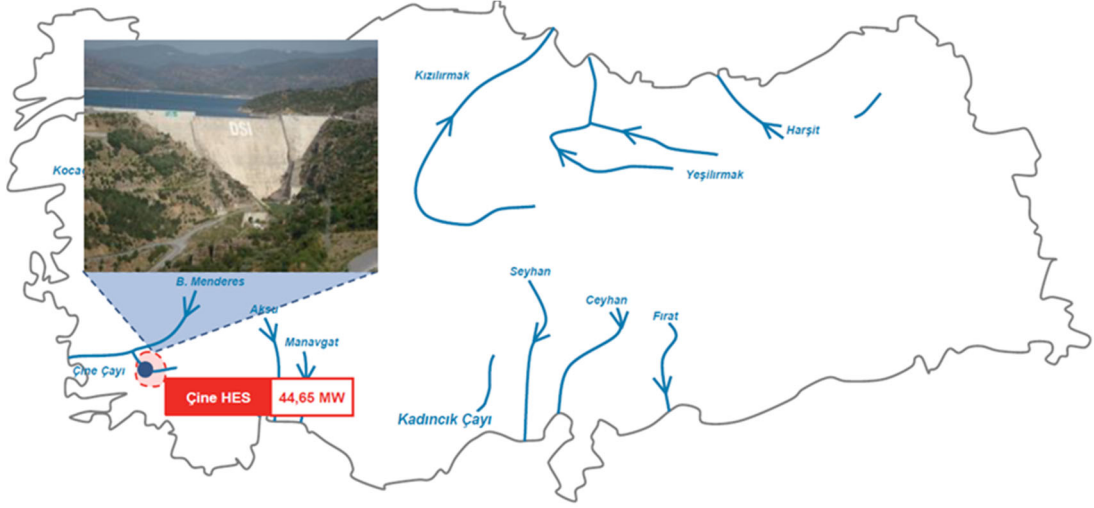 Kızılırmak
DSİ
Harşit
Yeşilırmak
Seyhan
B. Menderes
Ceyhan
Aksu
Fırat
Manavgat
Çine Çayı
Çine HES
44,65 MW
Kadıncık Çayı